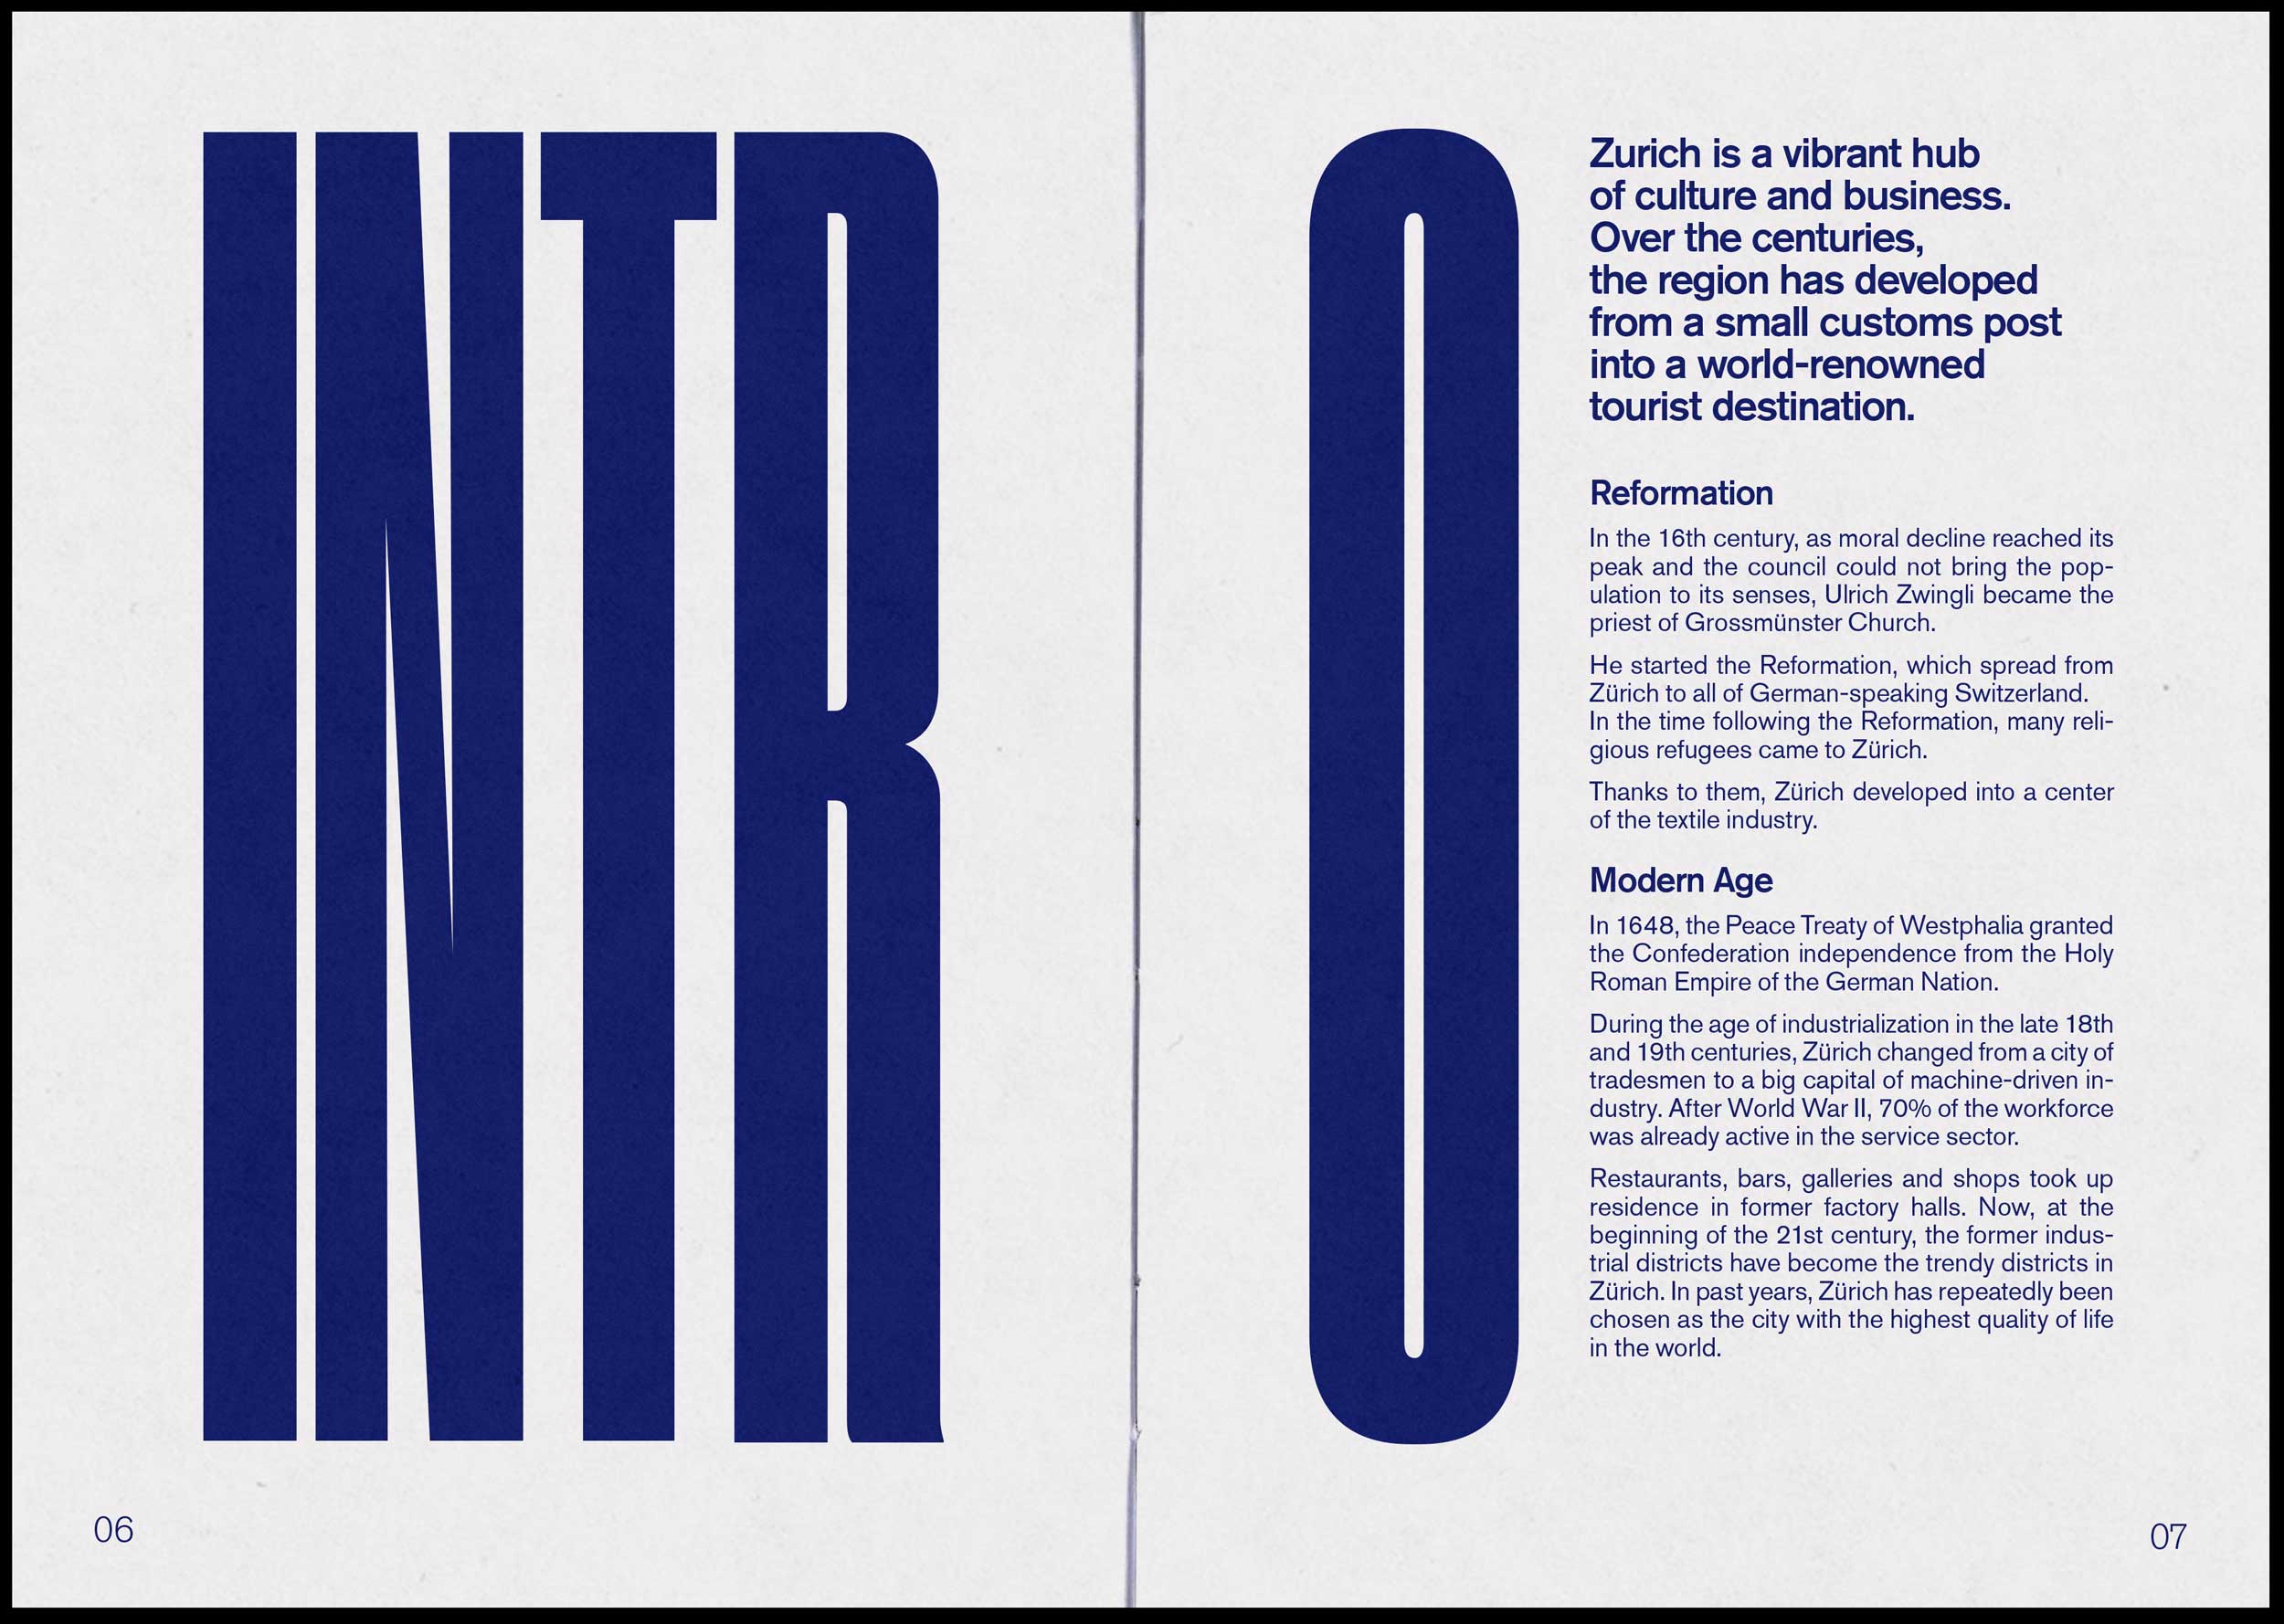 INTRO
Zurich is a vibrant hub
of culture and business.
Over the centuries,
the region has developed
from a small customs post
into a world-renowned
tourist destination.
Reformation
In the 16th century, as moral decline reached its
peak and the council could not bring the pop-
ulation to its senses, Ulrich Zwingli became the
priest of Grossmünster Church.
He started the Reformation, which spread from
Zürich to all of German-speaking Switzerland.
In the time following the Reformation, many reli-
gious refugees came to Zürich.
Thanks to them, Zürich developed into a center
of the textile industry.
Modern Age
In 1648, the Peace Treaty of Westphalia granted
the Confederation independence from the Holy
Roman Empire of the German Nation.
During the age of industrialization in the late 18th
and 19th centuries, Zürich changed from a city of
tradesmen to a big capital of machine-driven in-
dustry. After World War II, 70% of the workforce
was already active in the service sector.
Restaurants, bars, galleries and shops took up
residence in former factory halls. Now, at the
beginning of the 21st century, the former indus-
trial districts have become the trendy districts in
Zürich. In past years, Zürich has repeatedly been
chosen as the city with the highest quality of life
in the world.
06
07